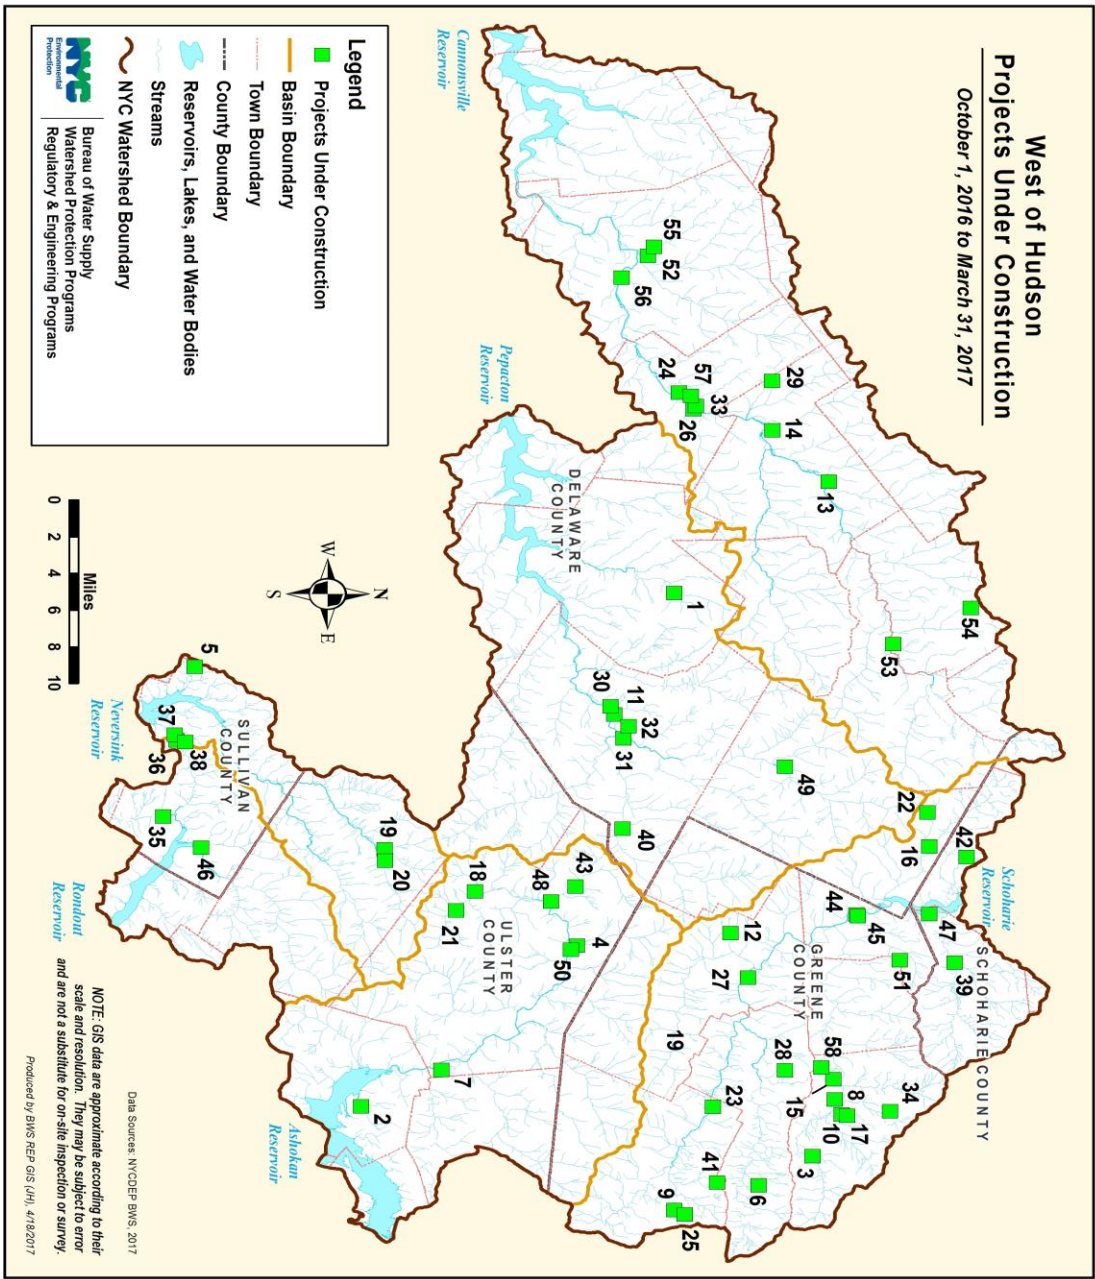 West of Hudson
Projects Under Construction
October 1, 2016 to March 31, 2017
Cannonsville
Reservoir
Pepacton
Reservoir
Schoharie
Reservoir
Neversink
Reservoir
Rondout
Reservoir
Ashokan
Reservoir
DELAWARE
COUNTY
SULLIVAN
COUNTY
ULSTER
COUNTY
GREENE
COUNTY
SCHOHARIE COUNTY
55
52
56
24
57
33
26
29
14
13
54
53
1
30
11
32
31
49
22
16
42
40
47
39
44
45
51
12
27
19
28
58
15
8
10
17
34
3
23
41
6
9
25
43
48
4
50
18
21
19
20
7
2
5
37
36
38
35
46
Legend
Projects Under Construction
Basin Boundary
Town Boundary
County Boundary
Reservoirs, Lakes, and Water Bodies
Streams
NYC Watershed Boundary
NYC
Environmental
Protection
Bureau of Water Supply
Watershed Protection Programs
Regulatory & Engineering Programs
N
W
E
S
0 2 4 6 8 10
Miles
Data Sources: NYCDEP BWS, 2017
NOTE: GIS data are approximate according to their
scale and resolution. They may be subject to error
and are not a substitute for on-site inspection or survey.
Produced by BWS REP GIS (JH), 4/18/2017